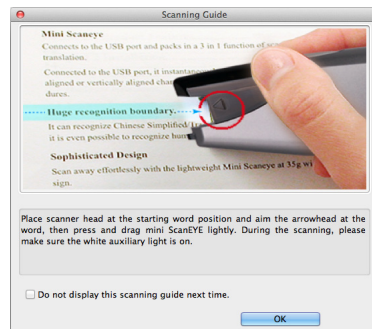 Scanning Guide
Mini Scaneye
Connects to the USB port and packs in a 3 in 1 function of
translation.
Connected to the USB port, it
aligned or vertically aligned
dures.
Huge recognition boundary.
It can recognize Chinese Simplified/
it is even possible to recognize
Sophisticated Design
Scan away effortlessly with the lightweight Mini Scaneye at 35g
sign.
Place scanner head at the starting word position and aim the arrowhead at the
word, then press and drag mini ScanEYE lightly. During the scanning, please
make sure the white auxiliary light is on.
Do not display this scanning guide next time.
OK